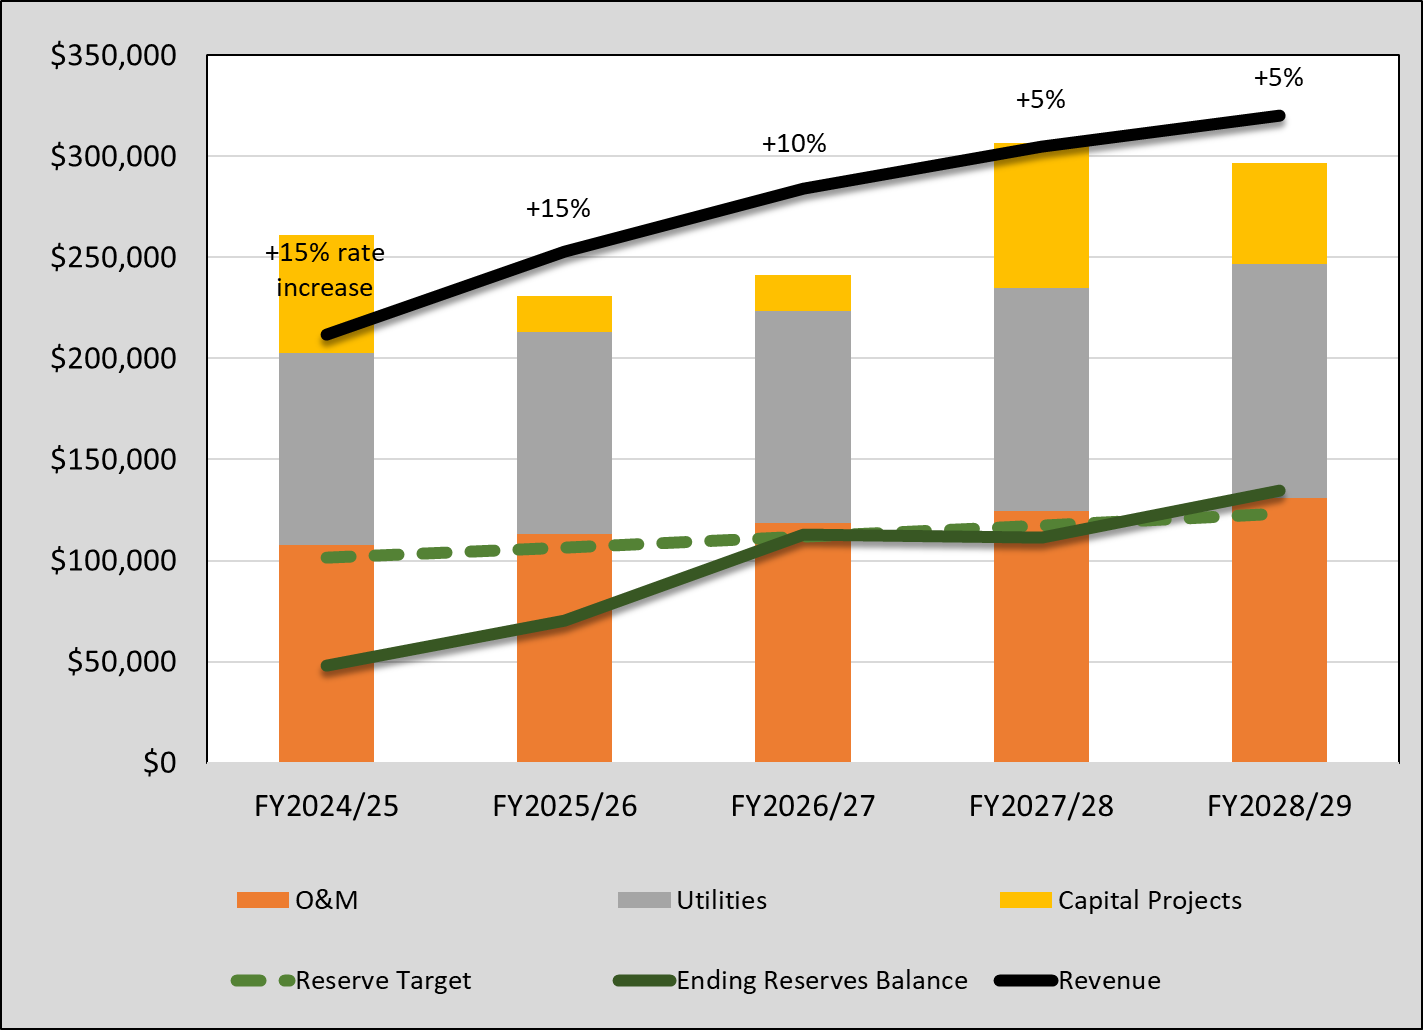 $350,000
$300,000
$250,000
$200,000
$150,000
$100,000
$50,000
$0
+15% rate
increase
+15%
+10%
+5%
+5%
FY2024/25
FY2025/26
FY2026/27
FY2027/28
FY2028/29
O&M
Utilities
Capital Projects
Reserve Target
Ending Reserves Balance
Revenue